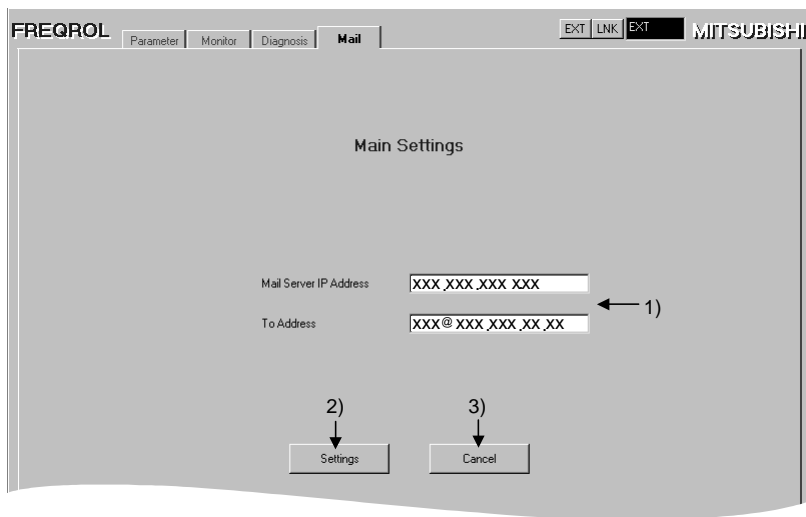 FREQROL Parameter Monitor Diagnosis Mail EXT LNK EXT MITSUBISHI
Main Settings
Mail Server IP Address XXX.XXX.XXX XXX
1)
To Address XXX@XXX.XXX.XX.XX
2) 3)
Settings Cancel